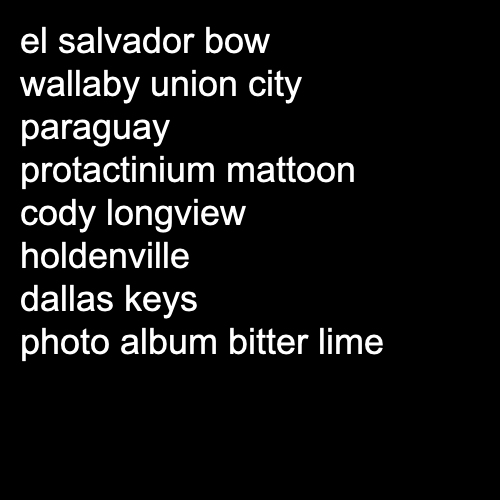 el salvador bow
wallaby union city
paraguay
protactinium mattoon
cody longview
holdenville
dallas keys
photo album bitter lime